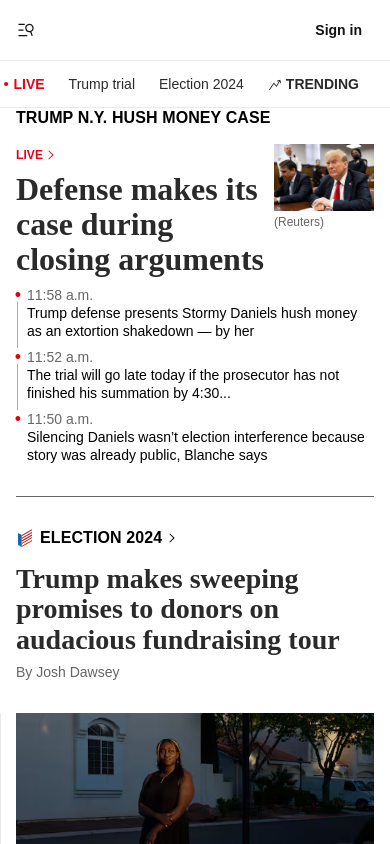 Sign in
• LIVE
Trump trial
Election 2024
TRENDING
TRUMP N.Y. HUSH MONEY CASE
LIVE
Defense makes its
case during
closing arguments
(Reuters)
11:58 a.m.
Trump defense presents Stormy Daniels hush money
as an extortion shakedown — by her
11:52 a.m.
The trial will go late today if the prosecutor has not
finished his summation by 4:30...
11:50 a.m.
Silencing Daniels wasn’t election interference because
story was already public, Blanche says
ELECTION 2024
Trump makes sweeping
promises to donors on
audacious fundraising tour
By Josh Dawsey